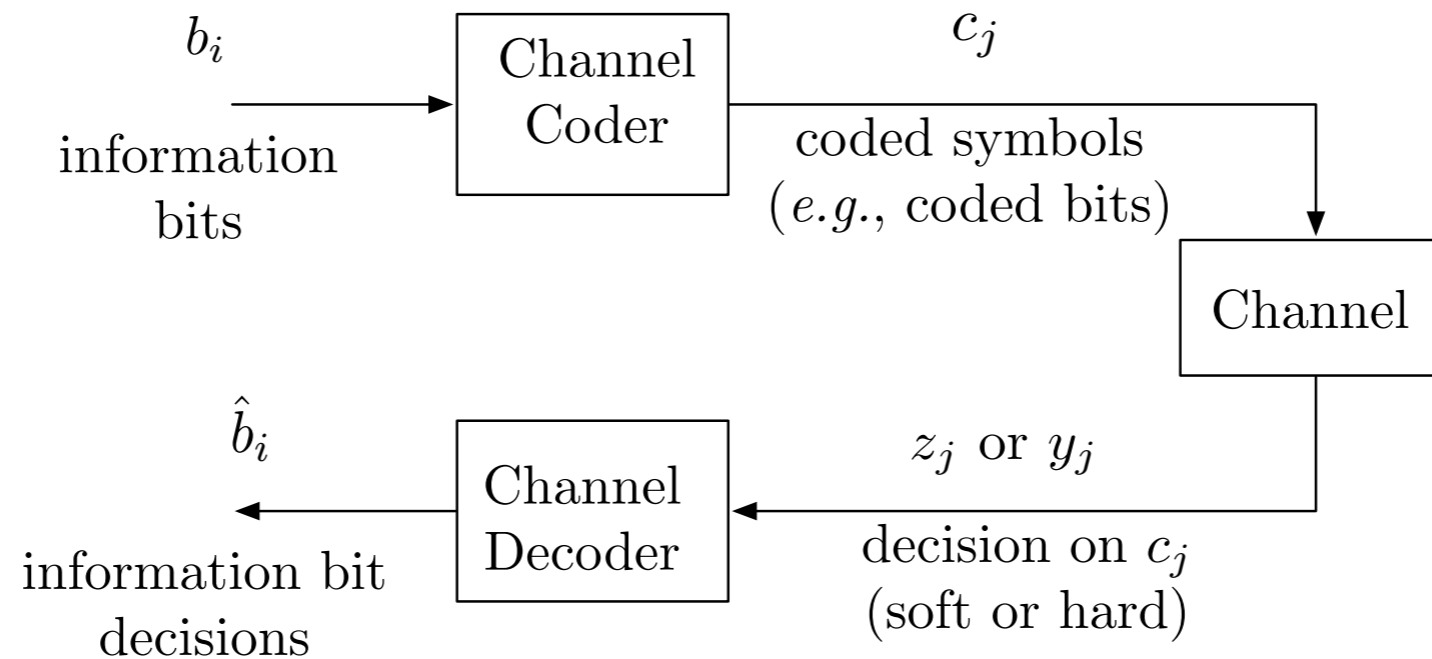 b_i
information
bits
Channel
Coder
c_j
coded symbols
(e.g., coded bits)
Channel
z_j or y_j
decision on c_j
(soft or hard)
Channel
Decoder
b̂_i
information bit
decisions